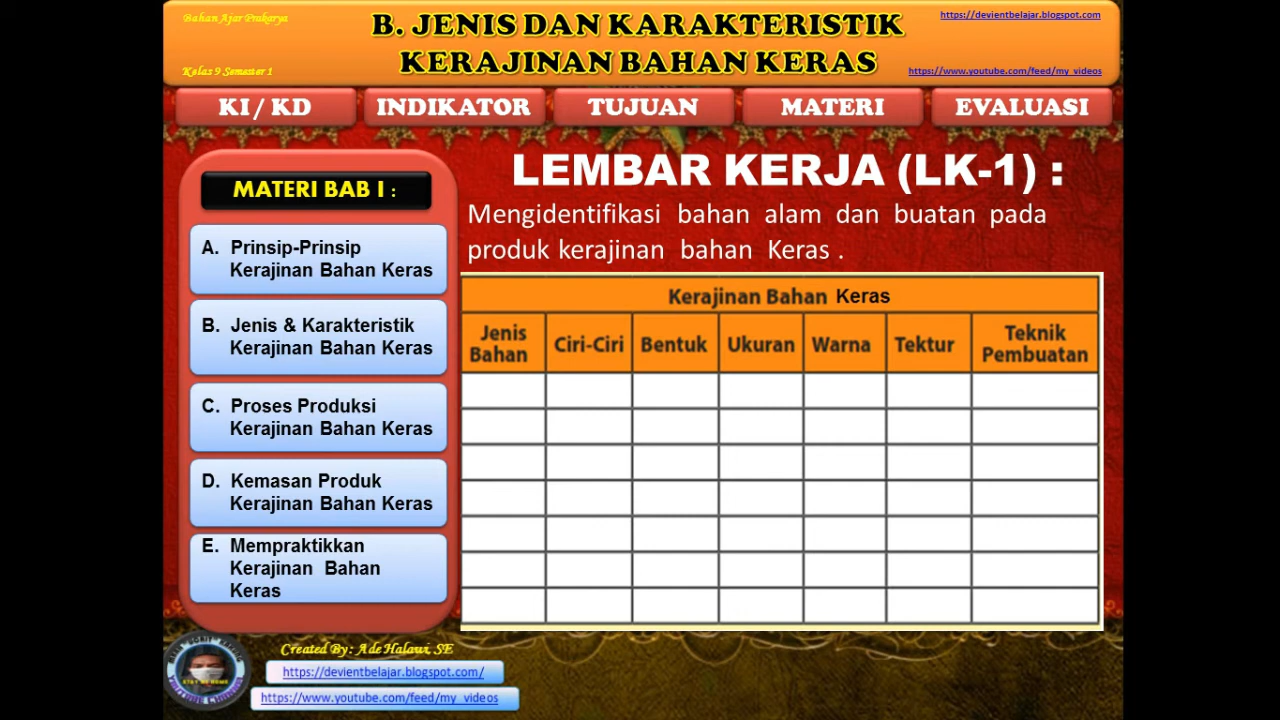 Bahan Ajar Prakarya
Kelas 9 Semester 1
B. JENIS DAN KARAKTERISTIK
KERAJINAN BAHAN KERAS
https://devientbelajar.blogspot.com
https://www.youtube.com/feed/my_videos
KI / KD
INDIKATOR
TUJUAN
MATERI
EVALUASI
MATERI BAB I :
A. Prinsip-Prinsip
Kerajinan Bahan Keras
B. Jenis & Karakteristik
Kerajinan Bahan Keras
C. Proses Produksi
Kerajinan Bahan Keras
D. Kemasan Produk
Kerajinan Bahan Keras
E. Mempraktikkan
Kerajinan Bahan
Keras
LEMBAR KERJA (LK-1) :
Mengidentifikasi bahan alam dan buatan pada
produk kerajinan bahan Keras .
Kerajinan Bahan Keras
Jenis
Bahan
Ciri-Ciri
Bentuk
Ukuran
Warna
Tektur
Teknik
Pembuatan
Created By : Ade Halawi, SE
https://devientbelajar.blogspot.com/
https://www.youtube.com/feed/my_videos
STAY AT HOME